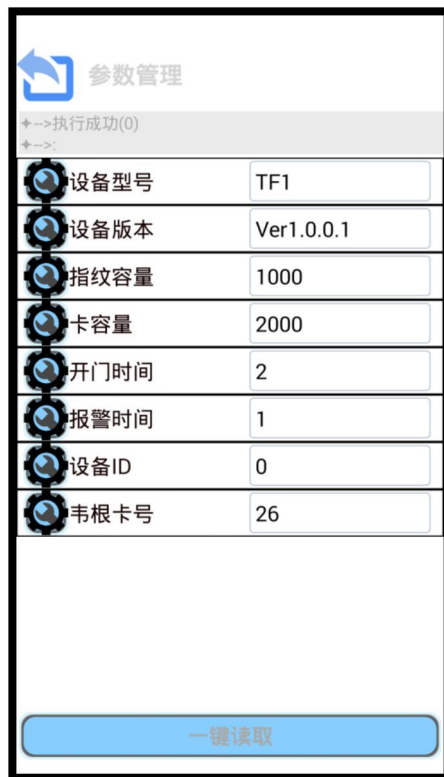 参数管理
✦-->执行成功(0)
✦-->:
设备型号 TF1
设备版本 Ver1.0.0.1
指纹容量 1000
卡容量 2000
开门时间 2
报警时间 1
设备ID 0
韦根卡号 26
一键读取